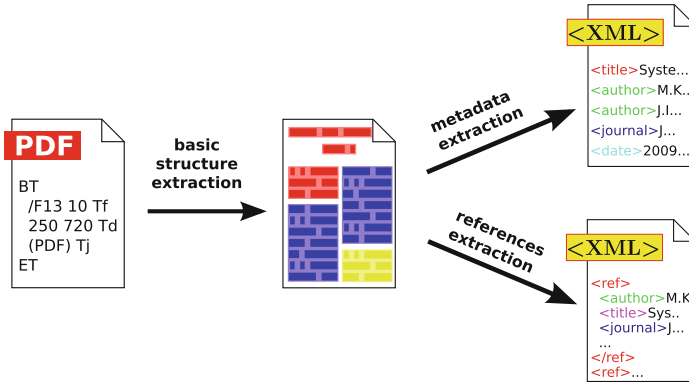 PDF
BT
/F13 10 Tf
250 720 Td
(PDF) Tj
ET
basic
structure
extraction
metadata
extraction
references
extraction
<XML>
<title>Syste...
<author>M.K..
<author>J.I...
<journal>J...
<date>2009...
<XML>
<ref>
<author>M.K
<title>Sys..
<journal>J...
...
</ref>
<ref>...